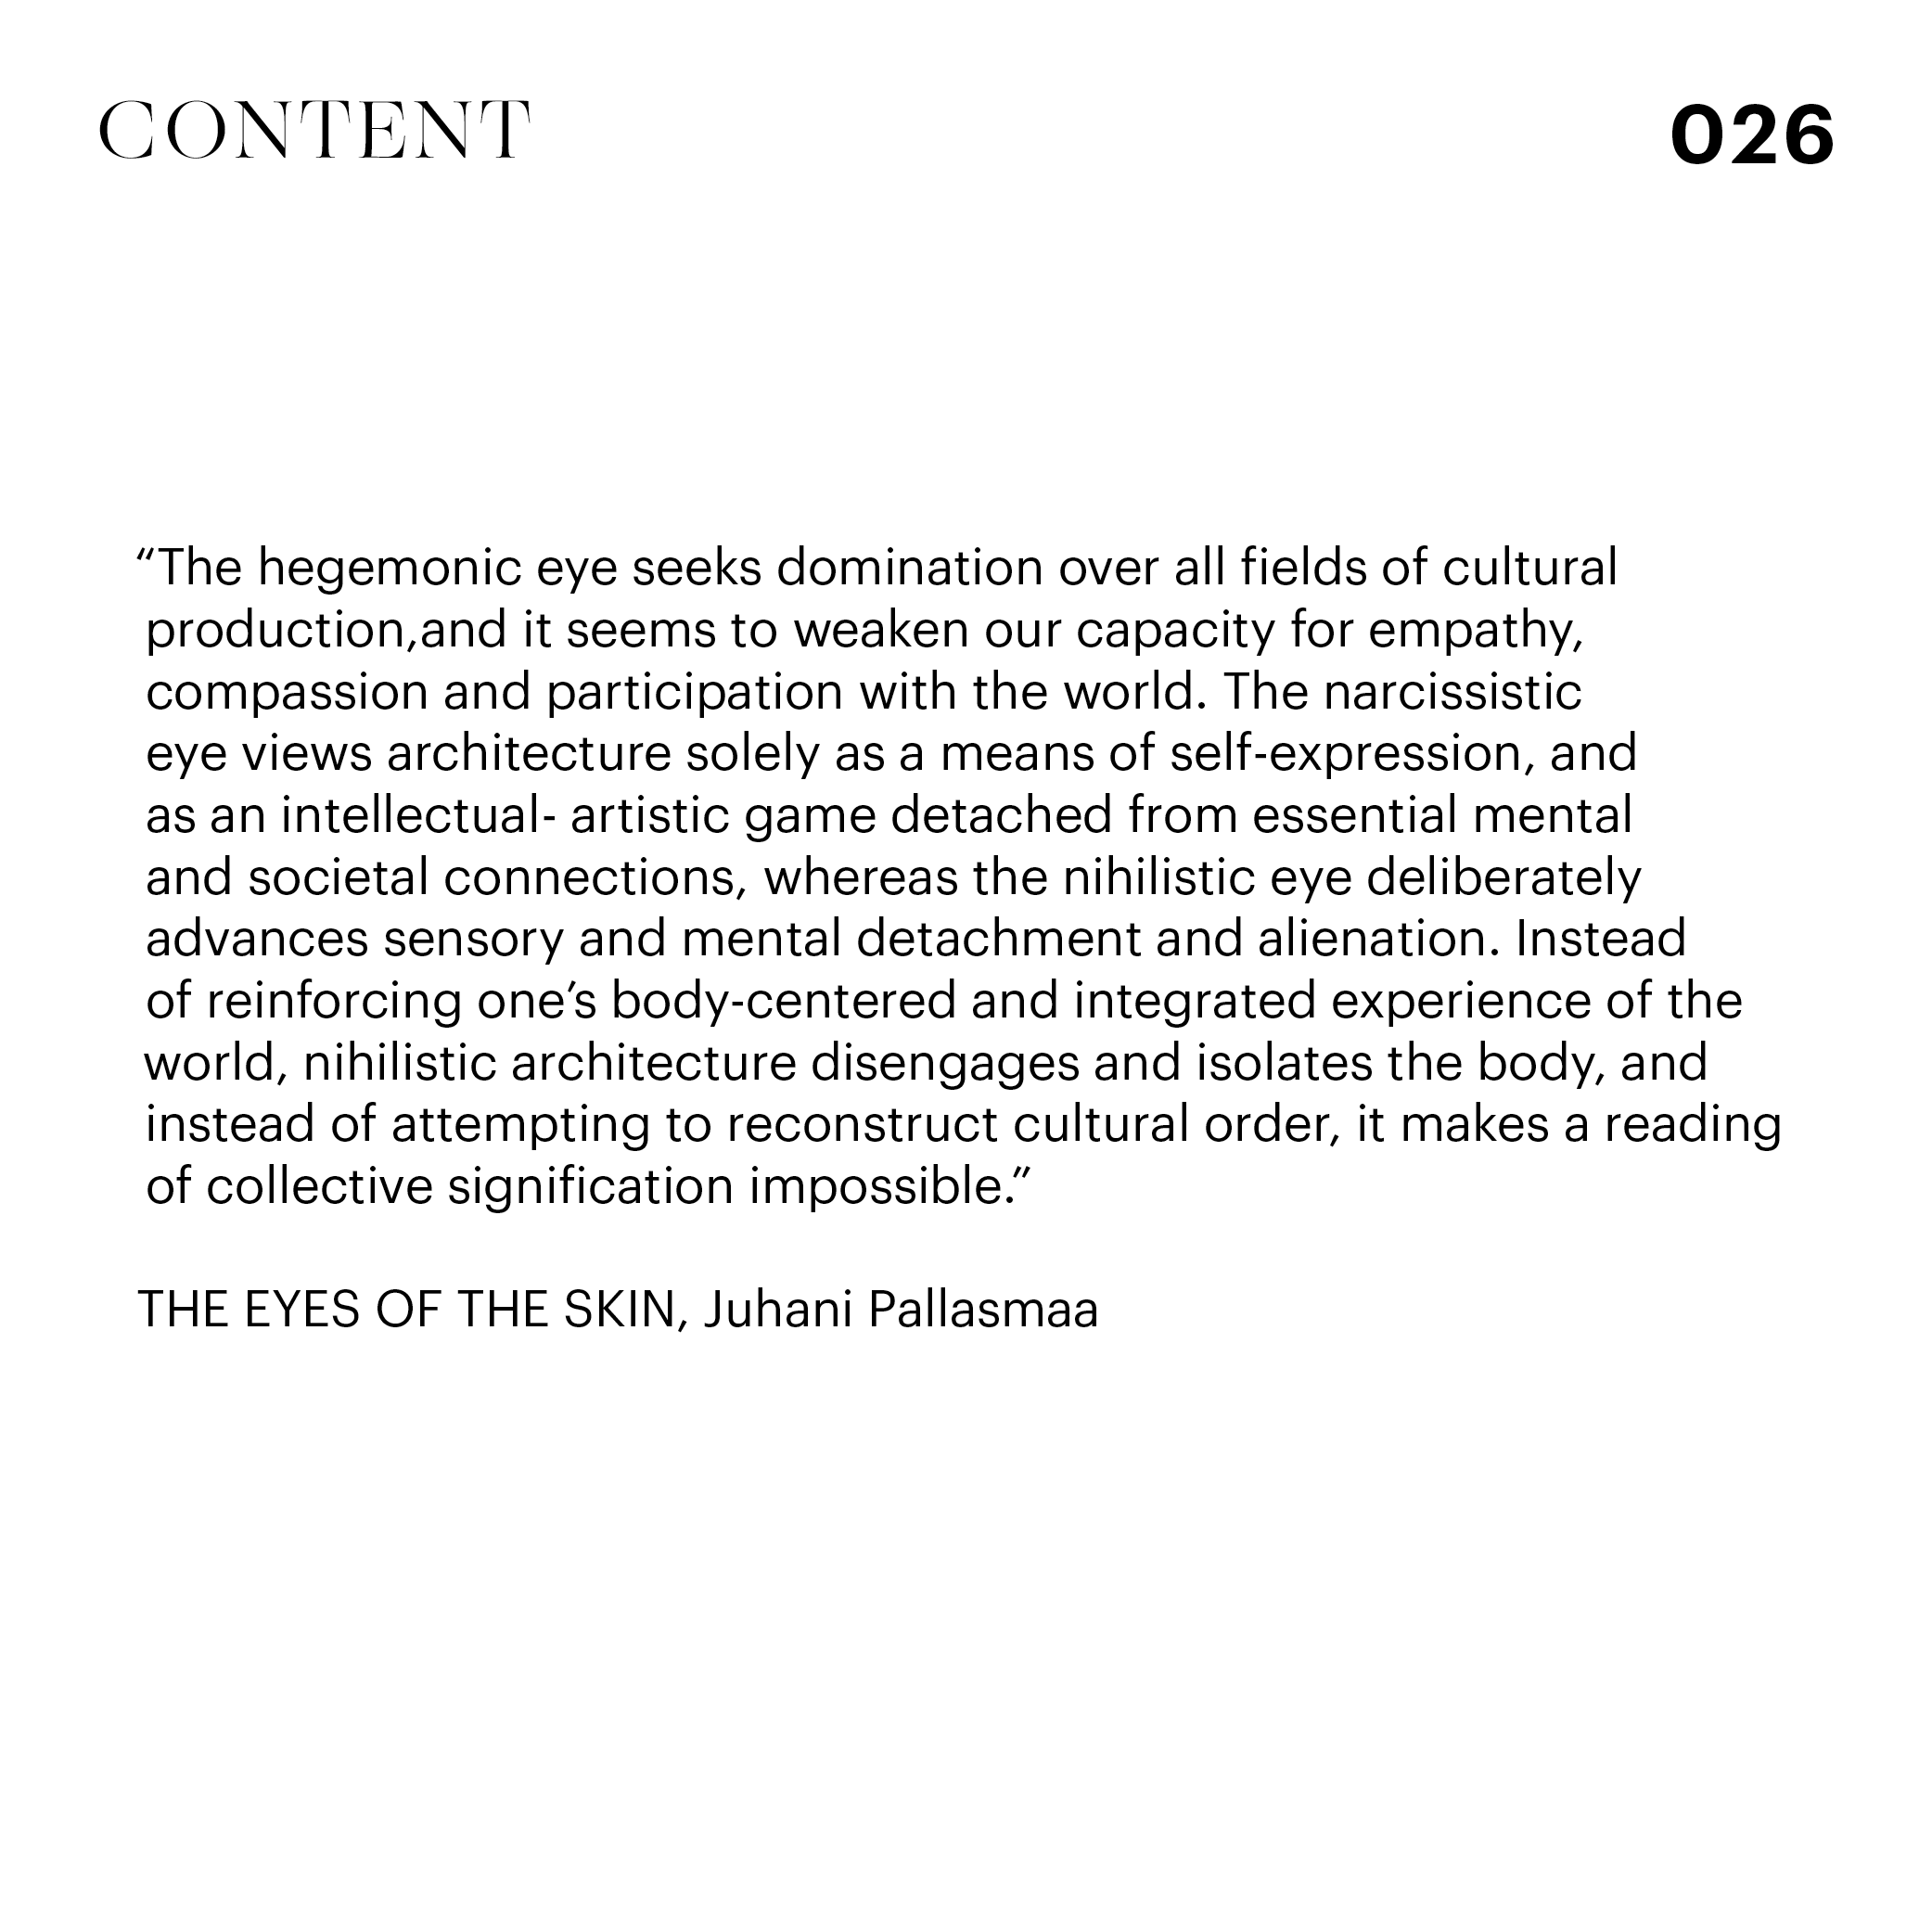 CONTENT
026
“The hegemonic eye seeks domination over all fields of cultural
production,and it seems to weaken our capacity for empathy,
compassion and participation with the world. The narcissistic
eye views architecture solely as a means of self-expression, and
as an intellectual- artistic game detached from essential mental
and societal connections, whereas the nihilistic eye deliberately
advances sensory and mental detachment and alienation. Instead
of reinforcing one’s body-centered and integrated experience of the
world, nihilistic architecture disengages and isolates the body, and
instead of attempting to reconstruct cultural order, it makes a reading
of collective signification impossible.”
THE EYES OF THE SKIN, Juhani Pallasmaa